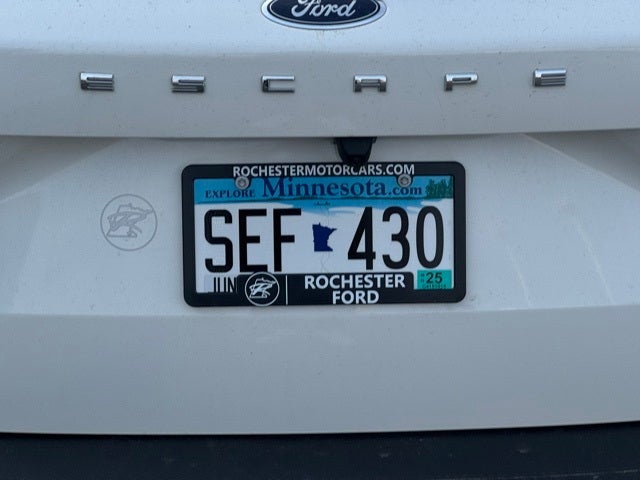 Ford
ESCAPE
ROCHESTERMOTORCARS.COM
EXPLORE Minnesota.com
SEF 430
JUN
25
ROCHESTER
FORD